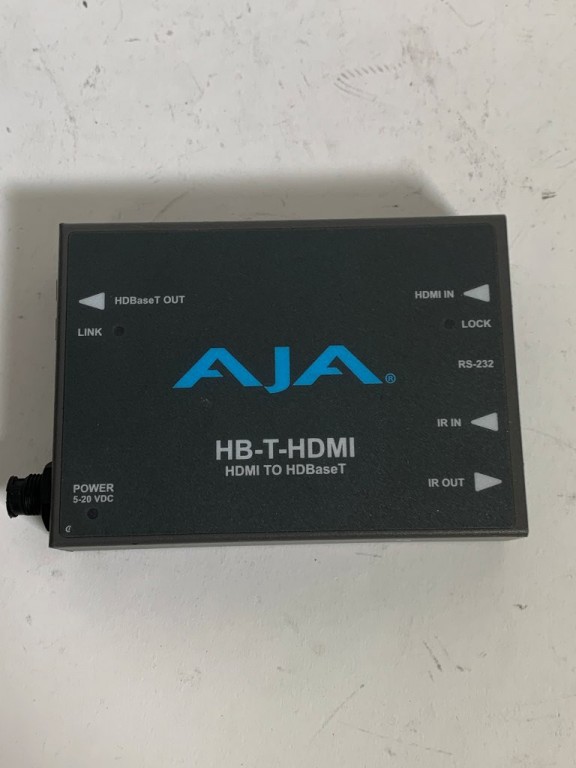 HDBaseT OUT
HDMI IN
LINK
LOCK
RS-232
AJA®
IR IN
HB-T-HDMI
HDMI TO HDBaseT
IR OUT
POWER
5-20 VDC